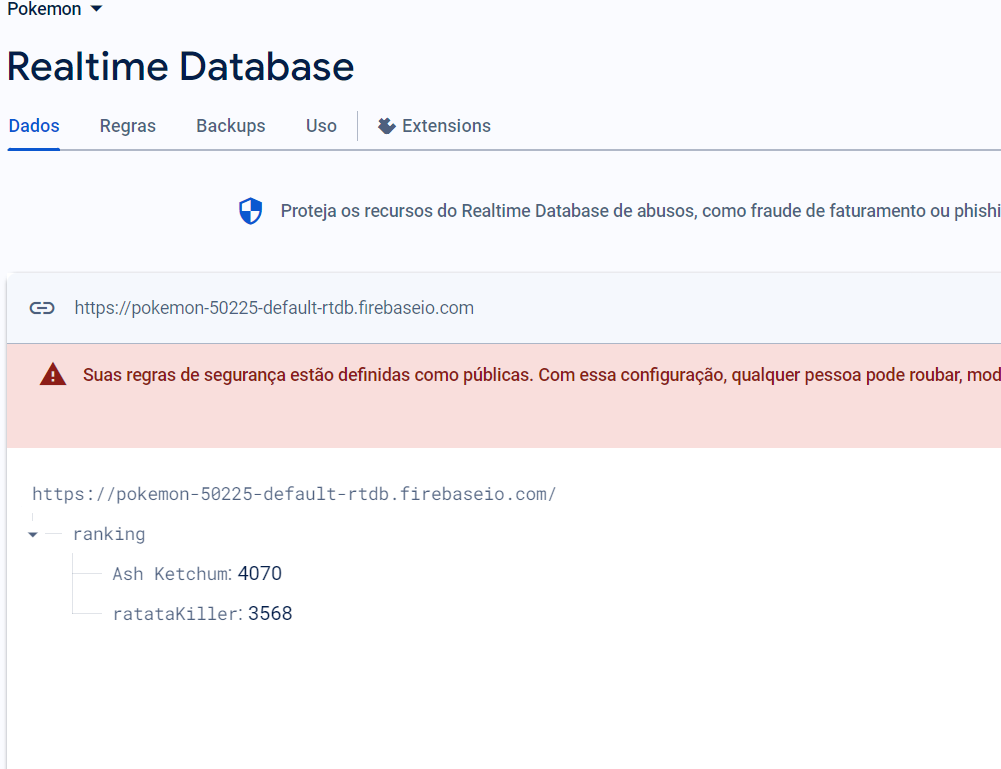 Pokemon
Realtime Database
Dados Regras Backups Uso Extensions
Proteja os recursos do Realtime Database de abusos, como fraude de faturamento ou phishi
https://pokemon-50225-default-rtdb.firebaseio.com
Suas regras de segurança estão definidas como públicas. Com essa configuração, qualquer pessoa pode roubar, mod
https://pokemon-50225-default-rtdb.firebaseio.com/
ranking
Ash Ketchum: 4070
ratataKiller: 3568